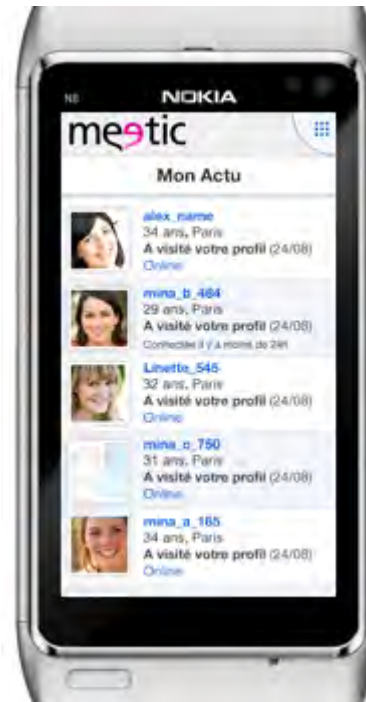 N8
NOKIA
meetic
Mon Actu
alex_name
34 ans, Paris
A visité votre profil (24/08)
Online
mina_b_464
29 ans, Paris
A visité votre profil (24/08)
Connectée il y a moins de 24h
Linette_545
32 ans, Paris
A visité votre profil (24/08)
Online
mina_c_750
31 ans, Paris
A visité votre profil (24/08)
Online
mina_a_165
34 ans, Paris
A visité votre profil (24/08)
Online